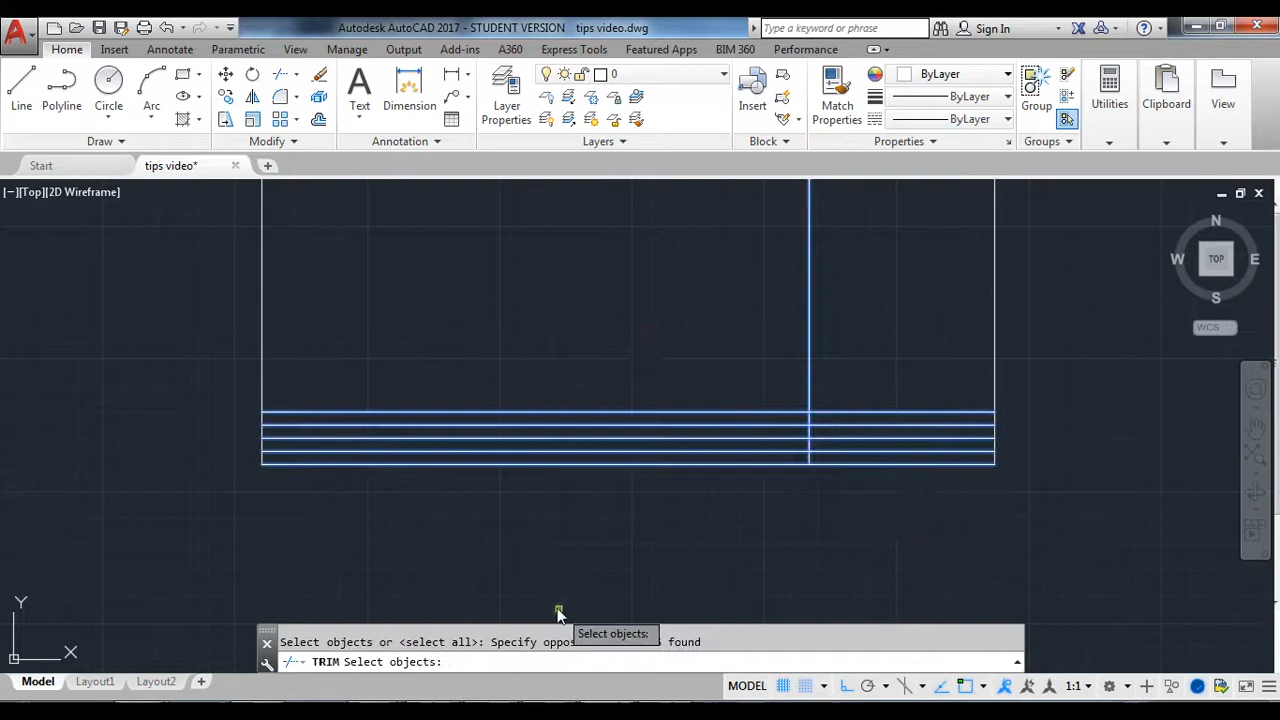 Autodesk AutoCAD 2017 - STUDENT VERSION tips video.dwg
Type a keyword or phrase
Sign In
Home Insert Annotate Parametric View Manage Output Add-ins A360 Express Tools Featured Apps BIM 360 Performance
Line Polyline Circle Arc
Text Dimension
Layer Properties
0
Insert
Match Properties
ByLayer
ByLayer
ByLayer
Group
Utilities
Clipboard
View
Draw Modify Annotation Layers Block Properties Groups
Start tips video*
[−][Top][2D Wireframe]
N
W TOP E
S
WCS
Y
X
Select objects:
Select objects or <select all>: Specify oppos found
TRIM Select objects:
Model Layout1 Layout2
MODEL 1:1